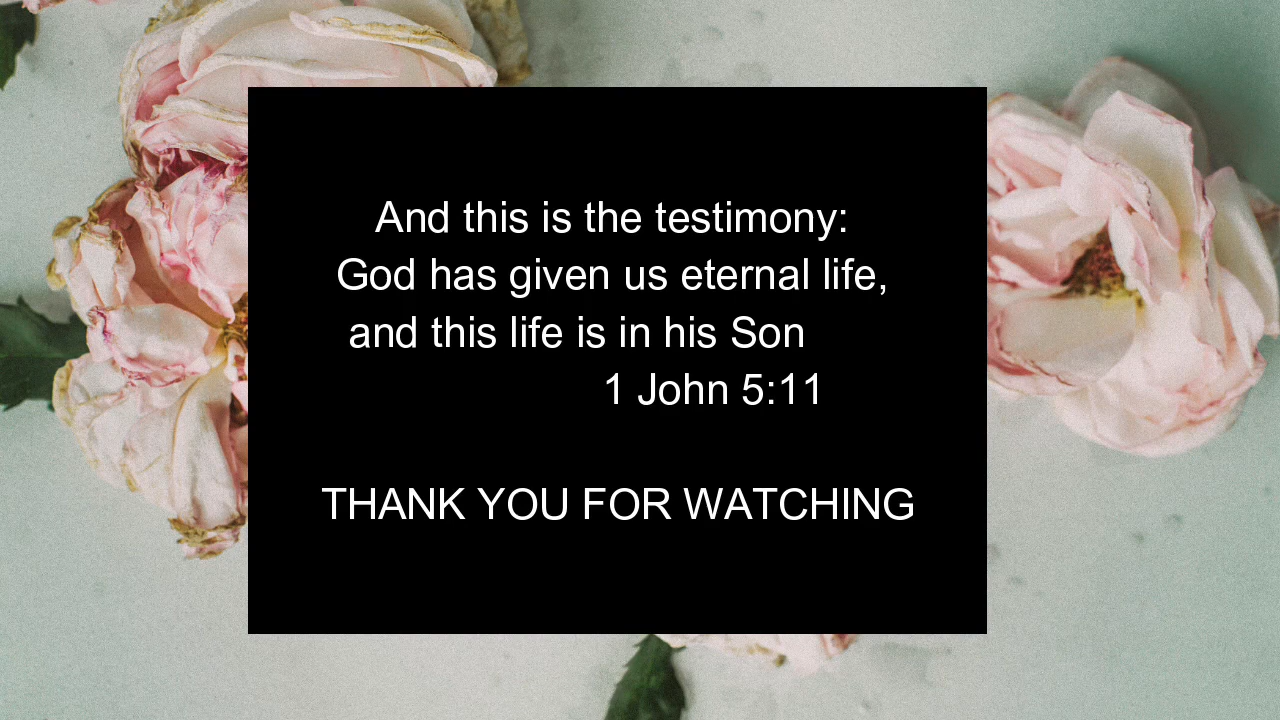 And this is the testimony:
God has given us eternal life,
and this life is in his Son
1 John 5:11
THANK YOU FOR WATCHING